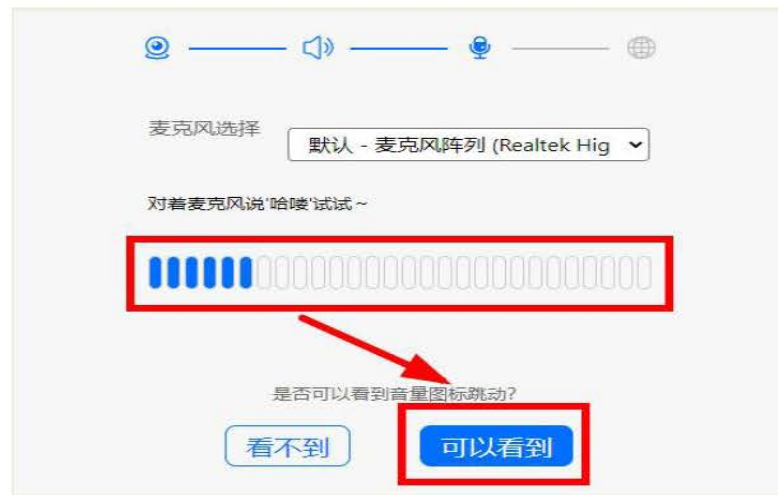 麦克风选择
默认 - 麦克风阵列 (Realtek Hig
对着麦克风说'哈喽'试试~
是否可以看到音量图标跳动?
看不到
可以看到